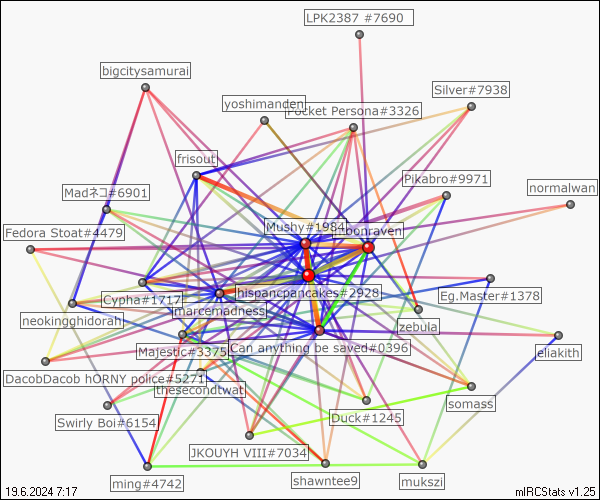 LPK2387 #7690
bigcitysamurai
Silver#7938
yoshimanden
Pocket Persona#3326
frisout
Pikabro#9971
Madネコ#6901
normalwan
Mushy#1984
moonraven
Fedora Stoat#4479
hispancpancakes#2928
Eg.Master#1378
Cypha#1717
marcemadness
neokingghidorah
zebula
Can anything be saved#0396
Majestic#3375
eliakith
DacobDacob hORNY police#5271
thesecondtwat
somass
Duck#1245
Swirly Boi#6154
JKOUYH VIII#7034
shawntee9
mukszi
ming#4742
19.6.2024 7:17
mIRCStats v1.25